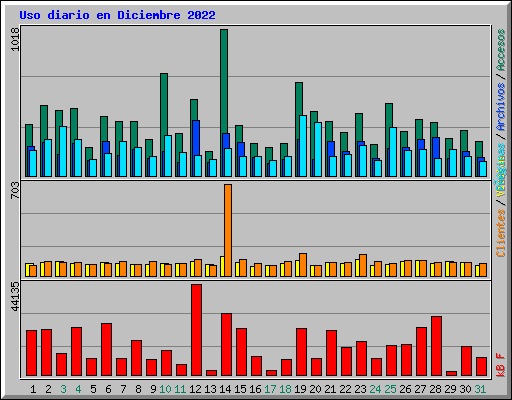 Uso diario en Diciembre 2022
1018
703
44135
Clientes / / Archivos / Accesos
kB F
1 2 3 4 5 6 7 8 9 10 11 12 13 14 15 16 17 18 19 20 21 22 23 24 25 26 27 28 29 30 31